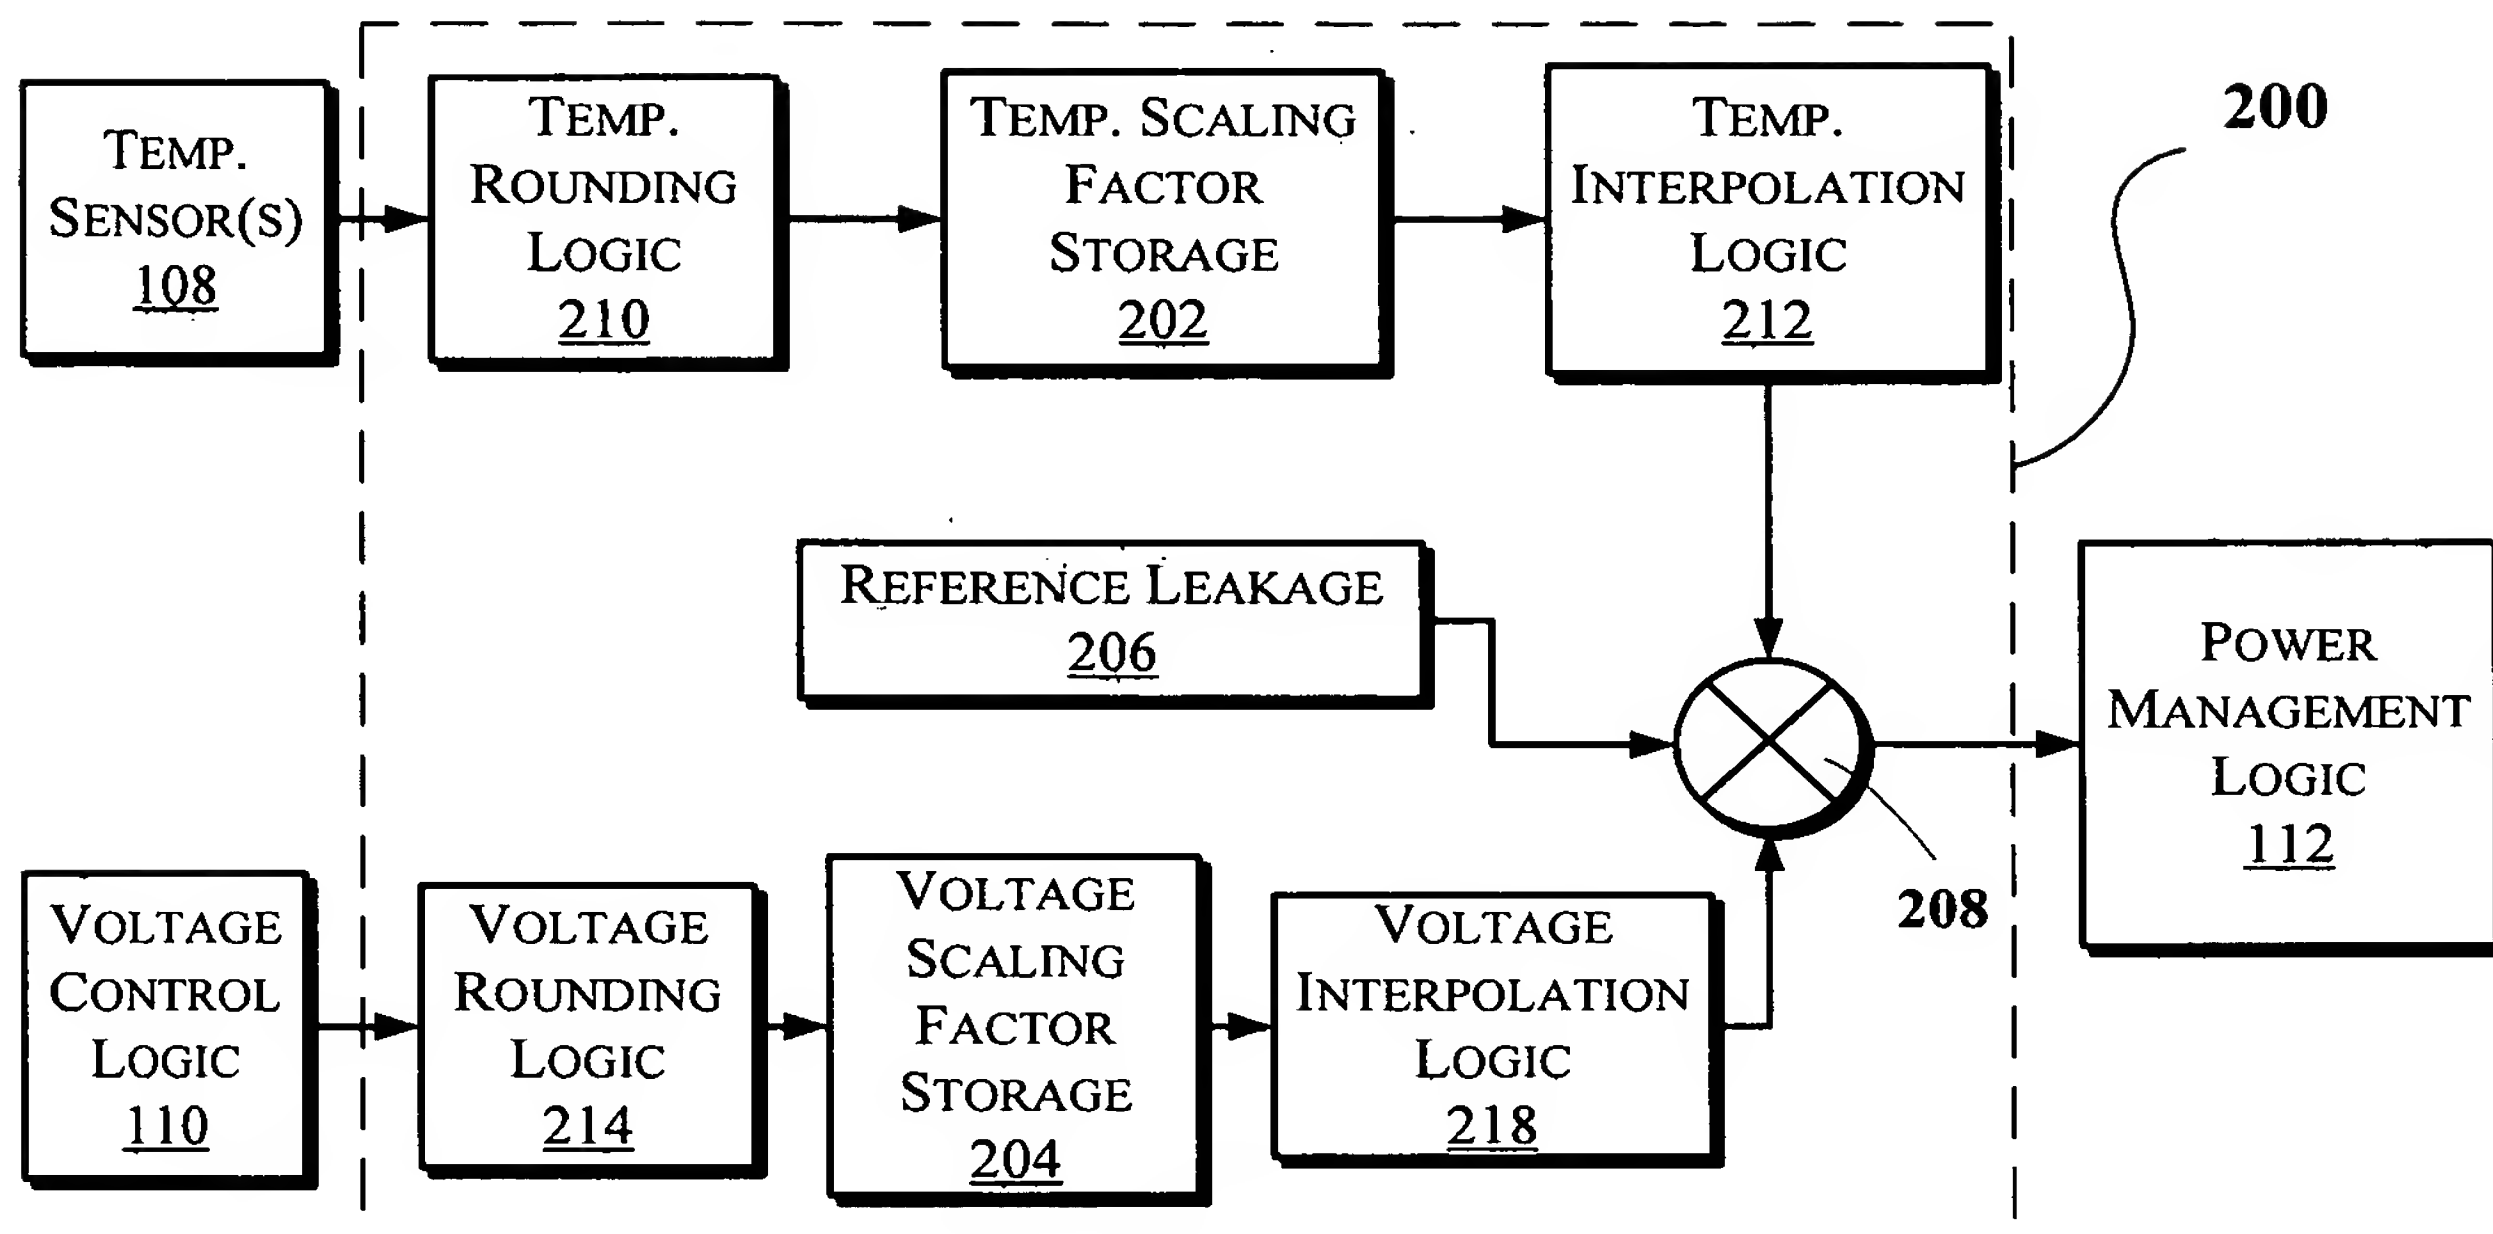 TEMP.
SENSOR(S)
108
TEMP.
ROUNDING
LOGIC
210
TEMP. SCALING
FACTOR
STORAGE
202
TEMP.
INTERPOLATION
LOGIC
212
200
REFERENCE LEAKAGE
206
POWER
MANAGEMENT
LOGIC
112
208
VOLTAGE
CONTROL
LOGIC
110
VOLTAGE
ROUNDING
LOGIC
214
VOLTAGE
SCALING
FACTOR
STORAGE
204
VOLTAGE
INTERPOLATION
LOGIC
218